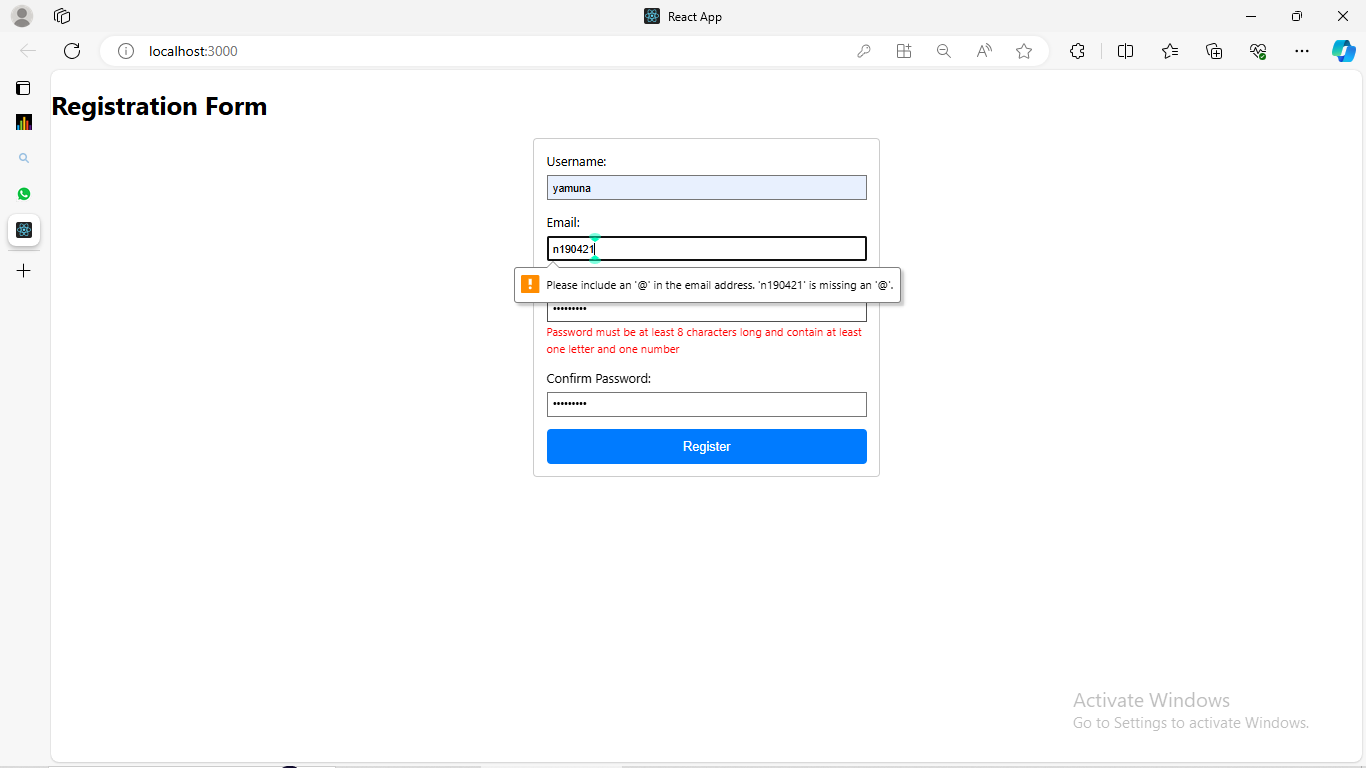 React App
localhost:3000
Registration Form
Username:
yamuna
Email:
n190421
Please include an '@' in the email address. 'n190421' is missing an '@'.
•••••••••
Password must be at least 8 characters long and contain at least
one letter and one number
Confirm Password:
•••••••••
Register
Activate Windows
Go to Settings to activate Windows.